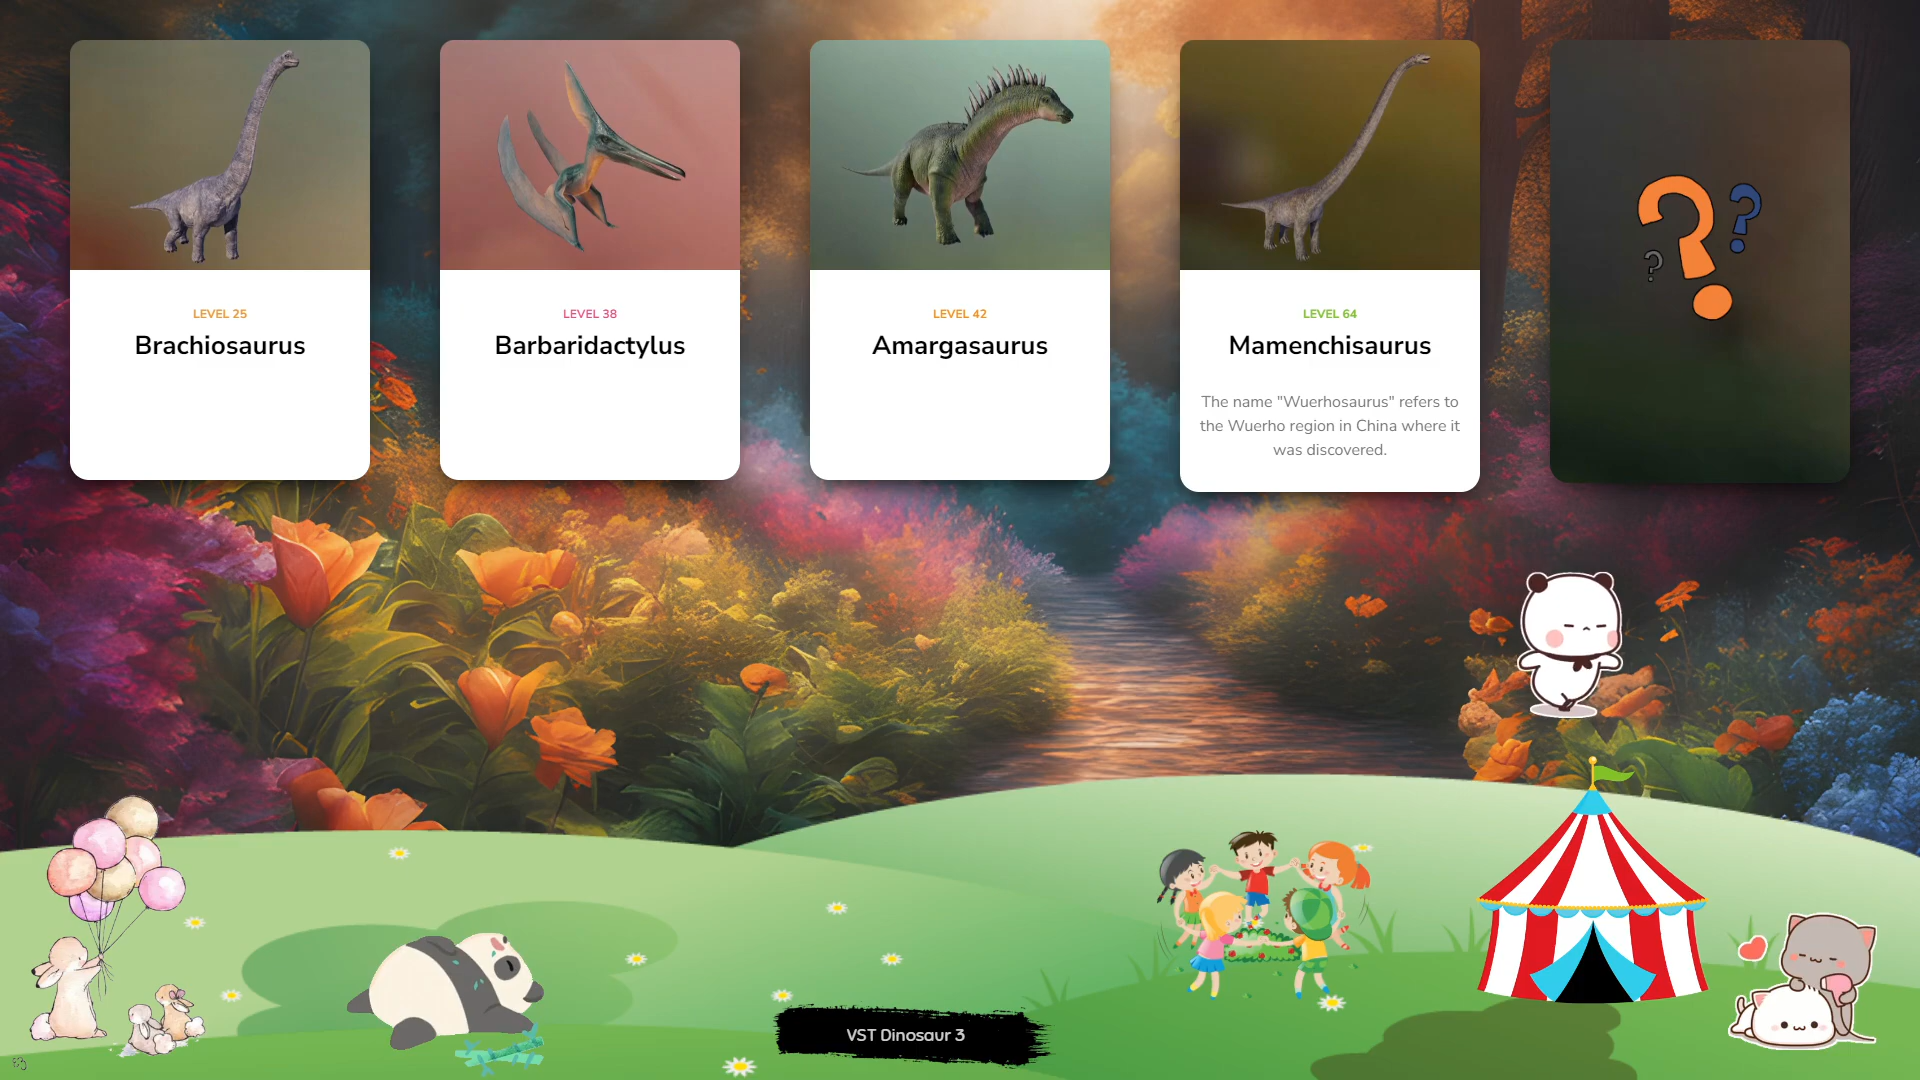 LEVEL 25
Brachiosaurus
LEVEL 38
Barbaridactylus
LEVEL 42
Amargasaurus
LEVEL 64
Mamenchisaurus
The name "Wuerhosaurus" refers to
the Wuerho region in China where it
was discovered.
? ? ?
VST Dinosaur 3